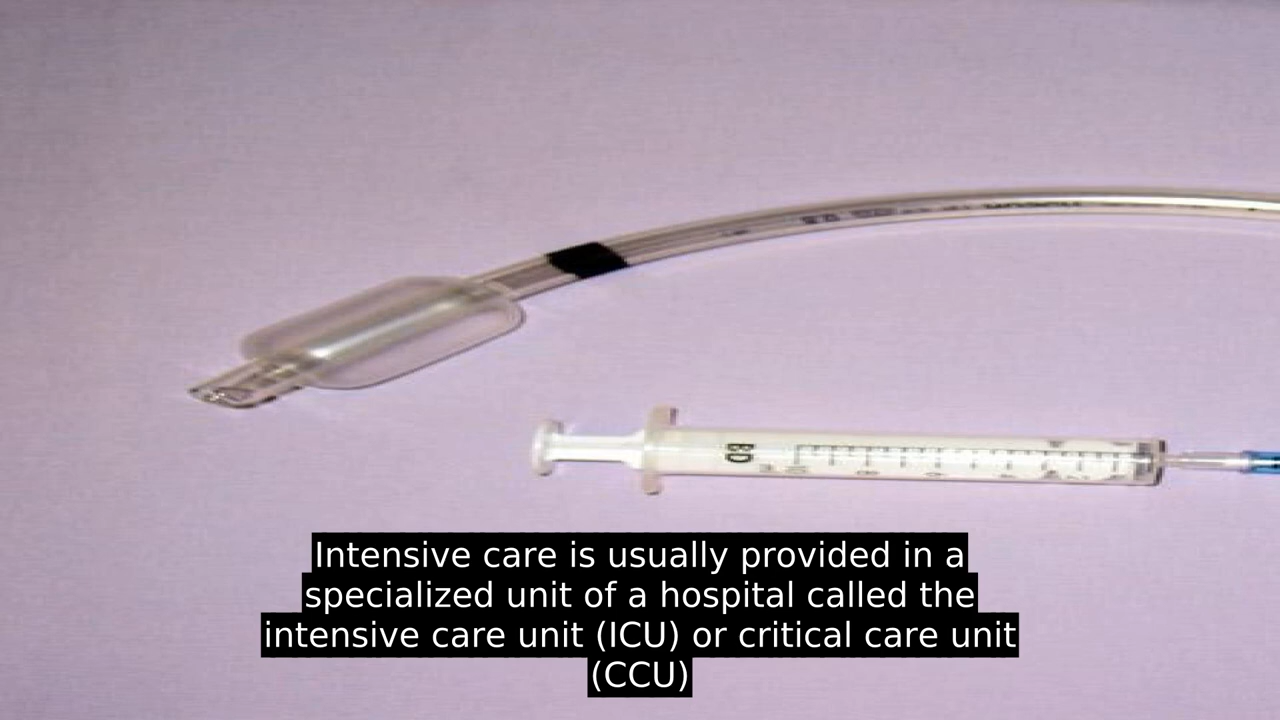 BD
Intensive care is usually provided in a
specialized unit of a hospital called the
intensive care unit (ICU) or critical care unit
(CCU)